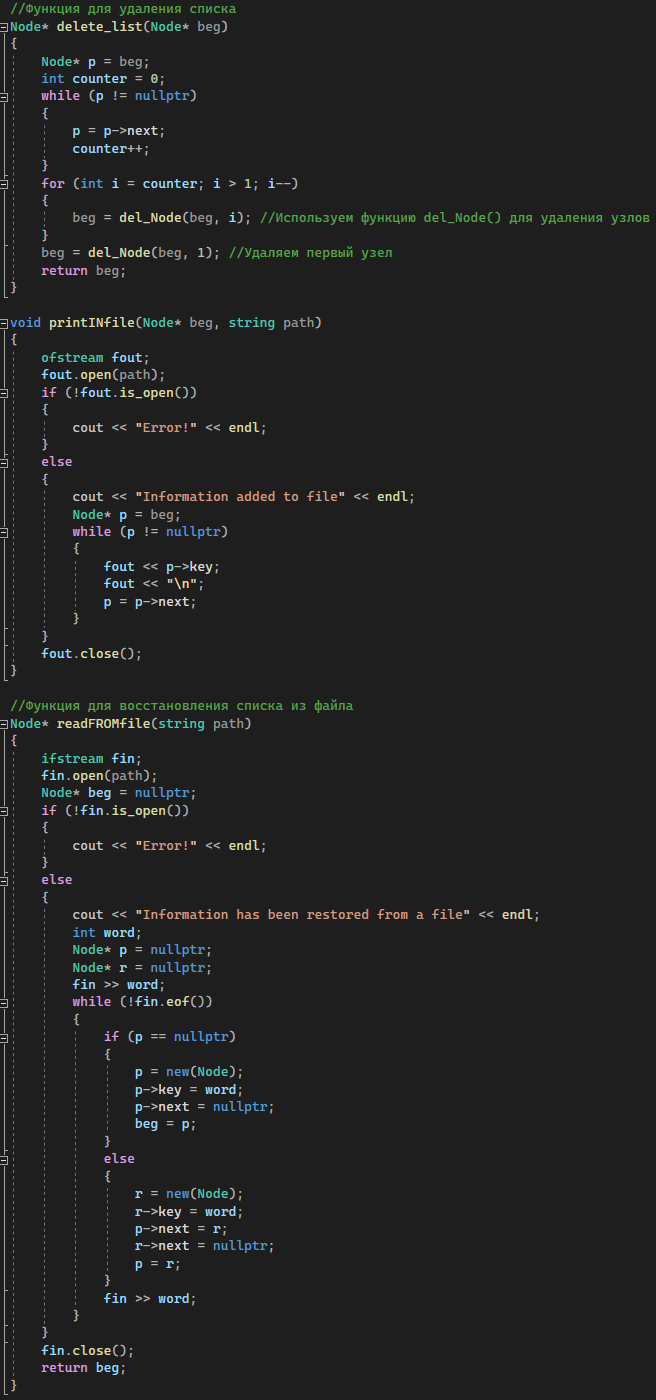 //Функция для удаления списка
Node* delete_list(Node* beg)
{
    Node* p = beg;
    int counter = 0;
    while (p != nullptr)
    {
        p = p->next;
        counter++;
    }
    for (int i = counter; i > 1; i--)
    {
        beg = del_Node(beg, i); //Используем функцию del_Node() для удаления узлов
    }
    beg = del_Node(beg, 1); //Удаляем первый узел
    return beg;
}

void printINfile(Node* beg, string path)
{
    ofstream fout;
    fout.open(path);
    if (!fout.is_open())
    {
        cout << "Error!" << endl;
    }
    else
    {
        cout << "Information added to file" << endl;
        Node* p = beg;
        while (p != nullptr)
        {
            fout << p->key;
            fout << "\n";
            p = p->next;
        }
    }
    fout.close();
}

//Функция для восстановления списка из файла
Node* readFROMfile(string path)
{
    ifstream fin;
    fin.open(path);
    Node* beg = nullptr;
    if (!fin.is_open())
    {
        cout << "Error!" << endl;
    }
    else
    {
        cout << "Information has been restored from a file" << endl;
        int word;
        Node* p = nullptr;
        Node* r = nullptr;
        fin >> word;
        while (!fin.eof())
        {
            if (p == nullptr)
            {
                p = new(Node);
                p->key = word;
                p->next = nullptr;
                beg = p;
            }
            else
            {
                r = new(Node);
                r->key = word;
                p->next = r;
                r->next = nullptr;
                p = r;
            }
            fin >> word;
        }
    }
    fin.close();
    return beg;
}